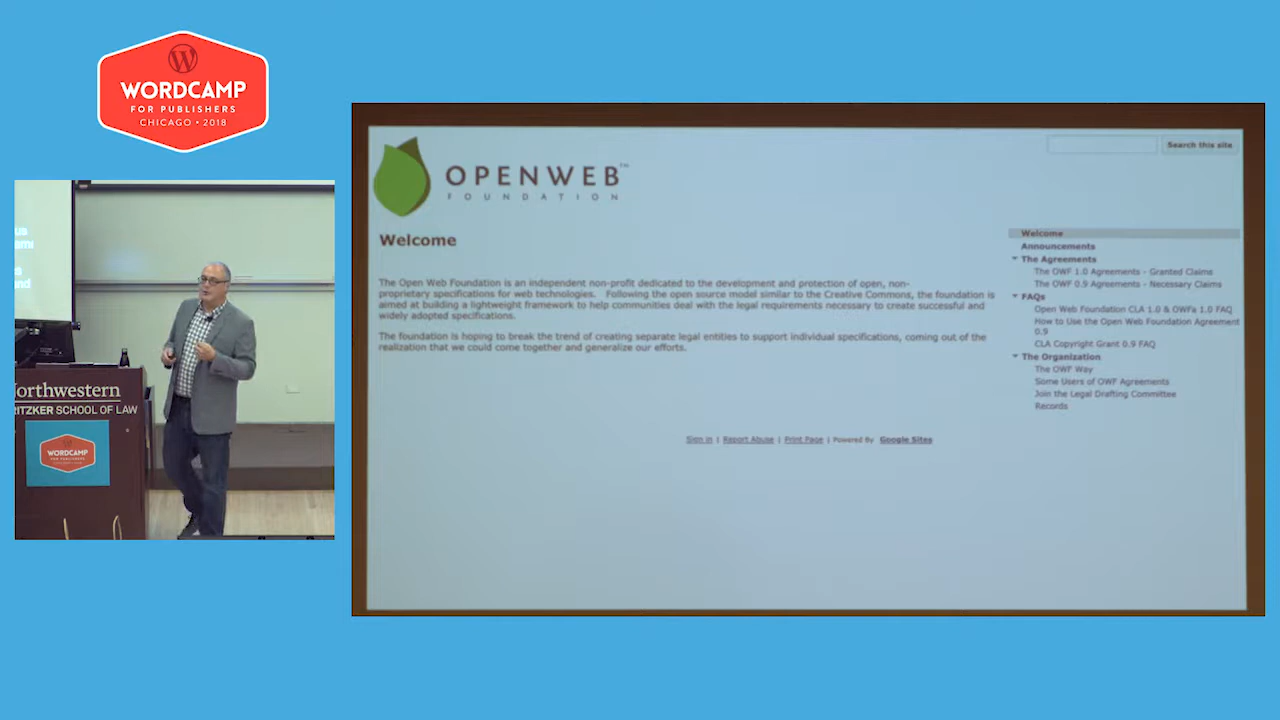 WORDCAMP
FOR PUBLISHERS
CHICAGO • 2018
us
Northwestern
PRITZKER SCHOOL OF LAW
WORDCAMP
FOR PUBLISHERS
OPENWEB™
FOUNDATION
Search this site
Welcome
The Open Web Foundation is an independent non-profit dedicated to the development and protection of open, non-
proprietary specifications for web technologies. Following the open source model similar to the Creative Commons, the foundation is
aimed at building a lightweight framework to help communities deal with the legal requirements necessary to create successful and
widely adopted specifications.
The foundation is hoping to break the trend of creating separate legal entities to support individual specifications, coming out of the
realization that we could come together and generalize our efforts.
Sign in | Report Abuse | Print Page | Powered By Google Sites
Welcome
Announcements
The Agreements
The OWF 1.0 Agreements - Granted Claims
The OWF 0.9 Agreements - Necessary Claims
FAQs
Open Web Foundation CLA 1.0 & OWFa 1.0 FAQ
How to Use the Open Web Foundation Agreement
0.9
CLA Copyright Grant 0.9 FAQ
The Organization
The OWF Way
Some Users of OWF Agreements
Join the Legal Drafting Committee
Records